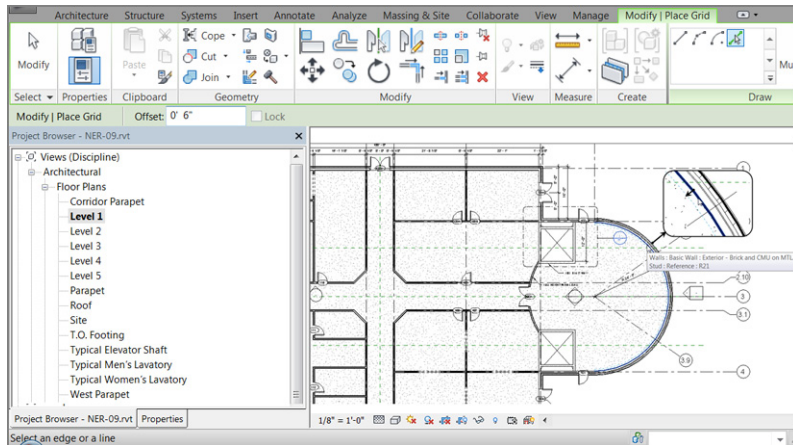 Architecture Structure Systems Insert Annotate Analyze Massing & Site Collaborate View Manage Modify | Place Grid
Modify
Paste
Cope
Cut
Join
Mu
Select Properties Clipboard Geometry Modify View Measure Create Draw
Modify | Place Grid Offset: 0' 6" Lock
Project Browser - NER-09.rvt
Views (Discipline)
Architectural
Floor Plans
Corridor Parapet
Level 1
Level 2
Level 3
Level 4
Level 5
Parapet
Roof
Site
T.O. Footing
Typical Elevator Shaft
Typical Men's Lavatory
Typical Women's Lavatory
West Parapet
1
Walls : Basic Wall : Exterior - Brick and CMU on MTL
Stud : Reference : R21
2.10
3
3.1
3.9
4
Project Browser - NER-09.rvt Properties
1/8" = 1'-0"
Select an edge or a line